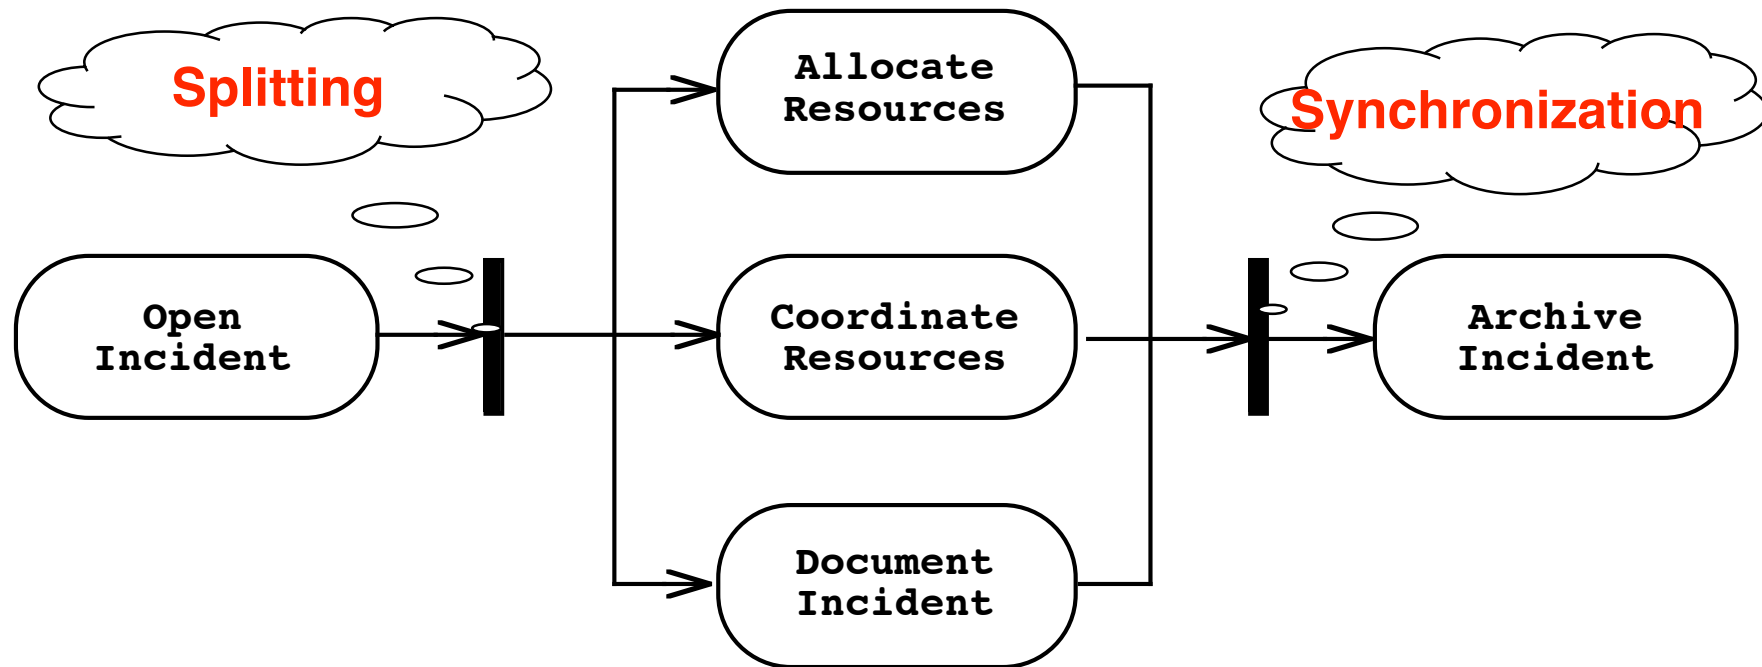 Splitting
Allocate
Resources
Synchronization
Open
Incident
Coordinate
Resources
Archive
Incident
Document
Incident